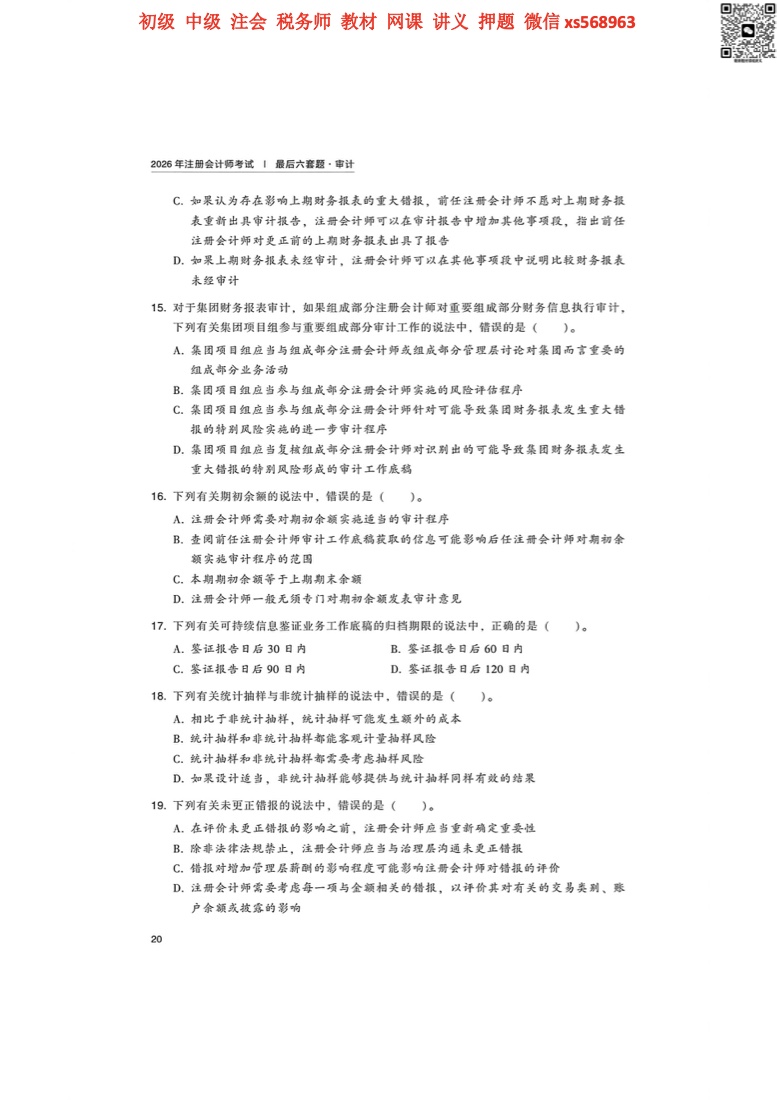 初级 中级 注会 税务师 教材 网课 讲义 押题 微信 xs568963
2026 年注册会计师考试 | 最后六套题·审计
C. 如果认为存在影响上期财务报表的重大错报，前任注册会计师不愿对上期财务报
表重新出具审计报告，注册会计师可以在审计报告中增加其他事项段，指出前任
注册会计师对更正前的上期财务报表出具了报告
D. 如果上期财务报表未经审计，注册会计师可以在其他事项段中说明比较财务报表
未经审计
15. 对于集团财务报表审计，如果组成部分注册会计师对重要组成部分财务信息执行审计，
下列有关集团项目组参与重要组成部分审计工作的说法中，错误的是（　　）。
A. 集团项目组应当与组成部分注册会计师或组成部分管理层讨论对集团而言重要的
组成部分业务活动
B. 集团项目组应当参与组成部分注册会计师实施的风险评估程序
C. 集团项目组应当参与组成部分注册会计师针对可能导致集团财务报表发生重大错
报的特别风险实施的进一步审计程序
D. 集团项目组应当复核组成部分注册会计师对识别出的可能导致集团财务报表发生
重大错报的特别风险形成的审计工作底稿
16. 下列有关期初余额的说法中，错误的是（　　）。
A. 注册会计师需要对期初余额实施适当的审计程序
B. 查阅前任注册会计师审计工作底稿获取的信息可能影响后任注册会计师对期初余
额实施审计程序的范围
C. 本期期初余额等于上期期末余额
D. 注册会计师一般无须专门对期初余额发表审计意见
17. 下列有关可持续信息鉴证业务工作底稿的归档期限的说法中，正确的是（　　）。
A. 鉴证报告日后 30 日内　　B. 鉴证报告日后 60 日内
C. 鉴证报告日后 90 日内　　D. 鉴证报告日后 120 日内
18. 下列有关统计抽样与非统计抽样的说法中，错误的是（　　）。
A. 相比于非统计抽样，统计抽样可能发生额外的成本
B. 统计抽样和非统计抽样都能客观计量抽样风险
C. 统计抽样和非统计抽样都需要考虑抽样风险
D. 如果设计适当，非统计抽样能够提供与统计抽样同样有效的结果
19. 下列有关未更正错报的说法中，错误的是（　　）。
A. 在评价未更正错报的影响之前，注册会计师应当重新确定重要性
B. 除非法律法规禁止，注册会计师应当与治理层沟通未更正错报
C. 错报对增加管理层薪酬的影响程度可能影响注册会计师对错报的评价
D. 注册会计师需要考虑每一项与金额相关的错报，以评价其对有关的交易类别、账
户余额或披露的影响
20